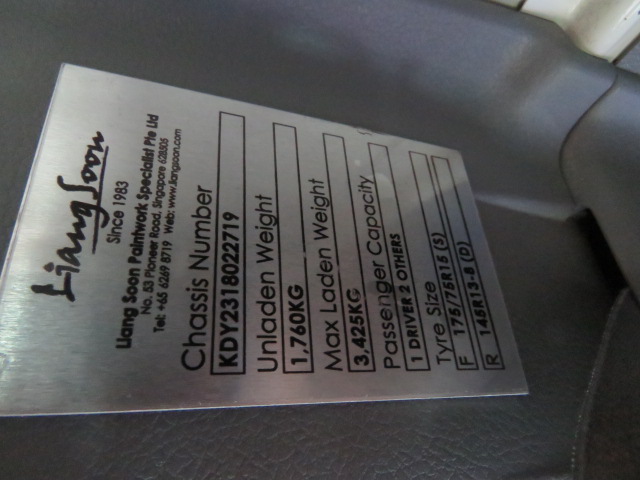 Liang Soon
Since 1983
Liang Soon Paintwork Specialist Pte Ltd
No. 53 Pioneer Road, Singapore 628505
Tel: +65 6269 8719 Web: www.liangsoon.com
Chassis Number
KDY2318022719
Unladen Weight
1,760KG
Max Laden Weight
3,425KG
Passenger Capacity
1 DRIVER 2 OTHERS
Tyre Size
F 175/75R15 (S)
R 145R13-8 (D)